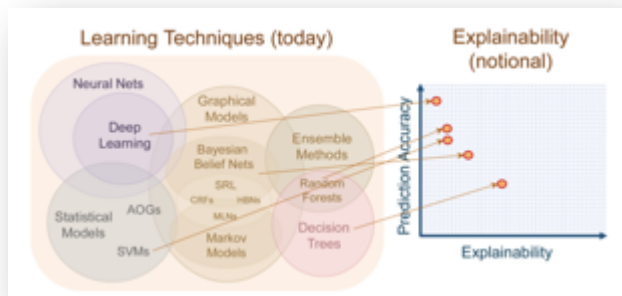 Learning Techniques (today)
Explainability
(notional)
Neural Nets
Graphical
Models
Deep
Learning
Ensemble
Methods
Bayesian
Belief Nets
SRL
Random
Forests
CRFs
HBNs
AOGs
MLNs
Statistical
Models
Decision
Trees
SVMs
Markov
Models
Prediction Accuracy
Explainability